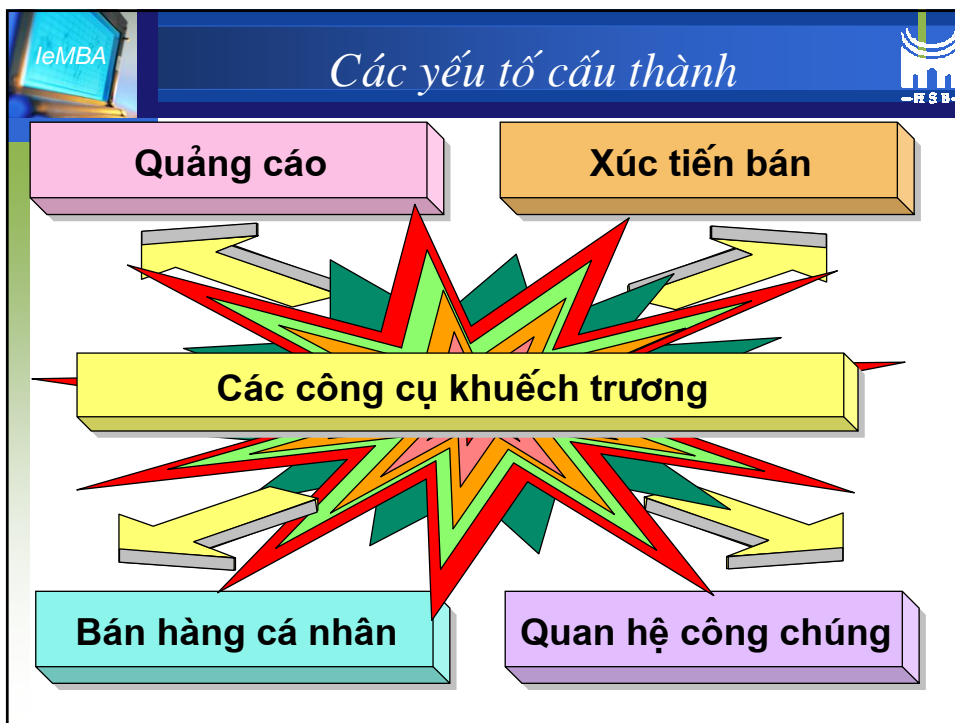 IeMBA
Các yếu tố cấu thành
HSB
Quảng cáo
Xúc tiến bán
Các công cụ khuếch trương
Bán hàng cá nhân
Quan hệ công chúng